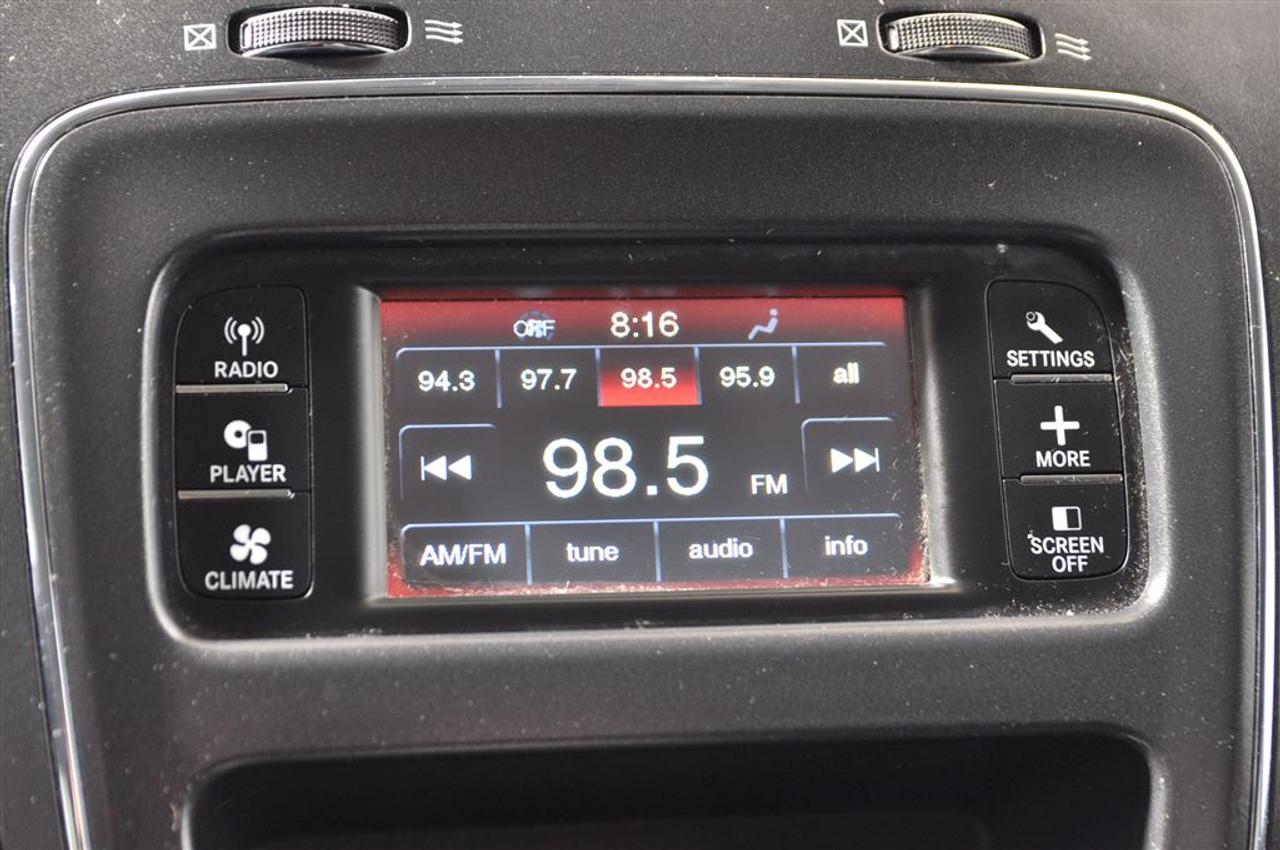 OFF 8:16
94.3 97.7 98.5 95.9 all
98.5 FM
AM/FM tune audio info
RADIO
PLAYER
CLIMATE
SETTINGS
MORE
SCREEN
OFF